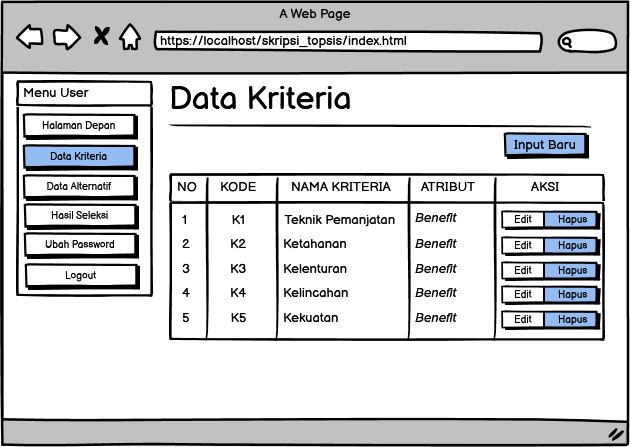 A Web Page
https://localhost/skripsi_topsis/index.html
Menu User
Halaman Depan
Data Kriteria
Data Alternatif
Hasil Seleksi
Ubah Password
Logout
Data Kriteria
Input Baru
NO KODE NAMA KRITERIA ATRIBUT AKSI
1 K1 Teknik Pemanjatan Benefit Edit Hapus
2 K2 Ketahanan Benefit Edit Hapus
3 K3 Kelenturan Benefit Edit Hapus
4 K4 Kelincahan Benefit Edit Hapus
5 K5 Kekuatan Benefit Edit Hapus